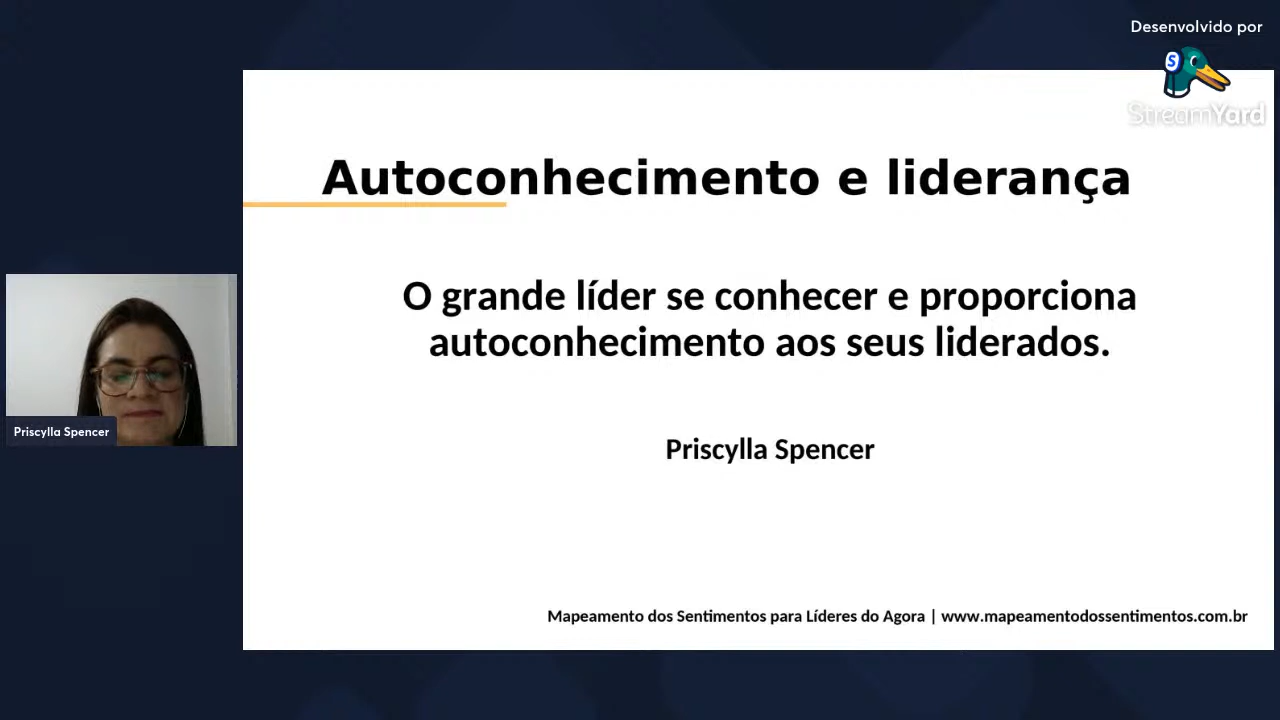 Desenvolvido por
S
StreamYard
Autoconhecimento e liderança
O grande líder se conhecer e proporciona
autoconhecimento aos seus liderados.
Priscylla Spencer
Priscylla Spencer
Mapeamento dos Sentimentos para Líderes do Agora | www.mapeamentodossentimentos.com.br